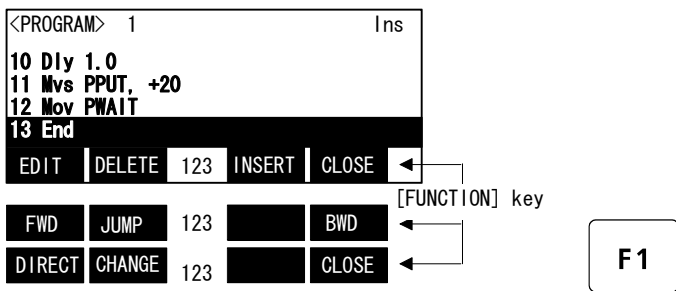 <PROGRAM> 1 Ins
10 Dly 1.0
11 Mvs PPUT, +20
12 Mov PWAIT
13 End
EDIT DELETE 123 INSERT CLOSE
[FUNCTION] key
FWD JUMP 123 BWD
DIRECT CHANGE 123 CLOSE
F1